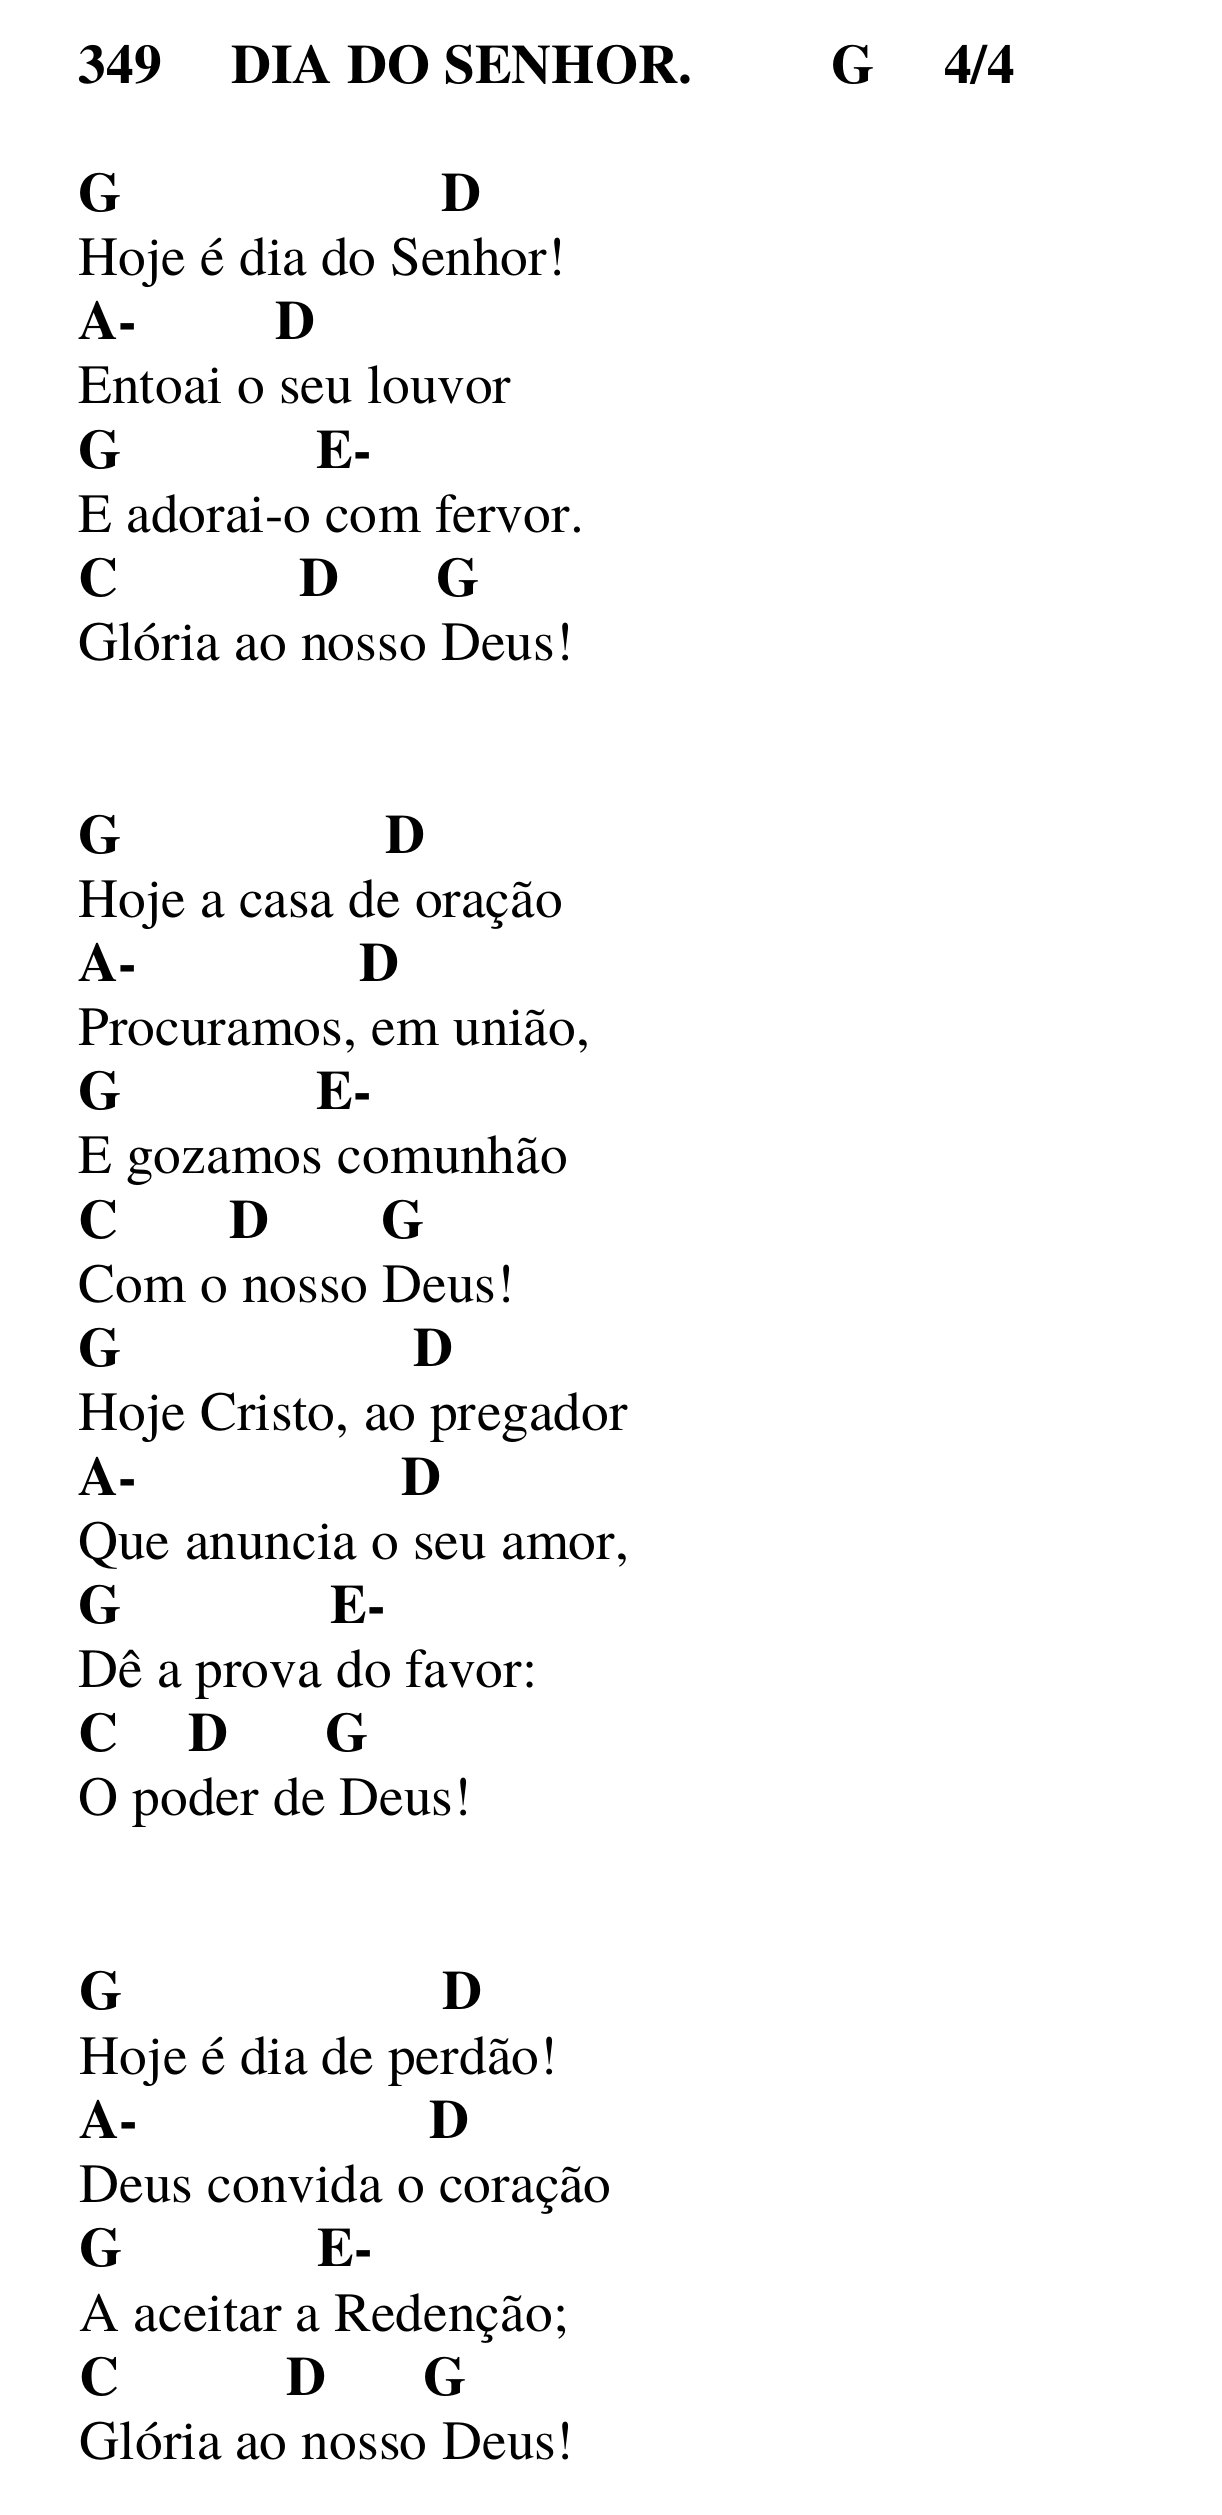 349 DIA DO SENHOR. G 4/4
G D
Hoje é dia do Senhor!
A- D
Entoai o seu louvor
G E-
E adorai-o com fervor.
C D G
Glória ao nosso Deus!
G D
Hoje a casa de oração
A- D
Procuramos, em união,
G E-
E gozamos comunhão
C D G
Com o nosso Deus!
G D
Hoje Cristo, ao pregador
A- D
Que anuncia o seu amor,
G E-
Dê a prova do favor:
C D G
O poder de Deus!
G D
Hoje é dia de perdão!
A- D
Deus convida o coração
G E-
A aceitar a Redenção;
C D G
Glória ao nosso Deus!